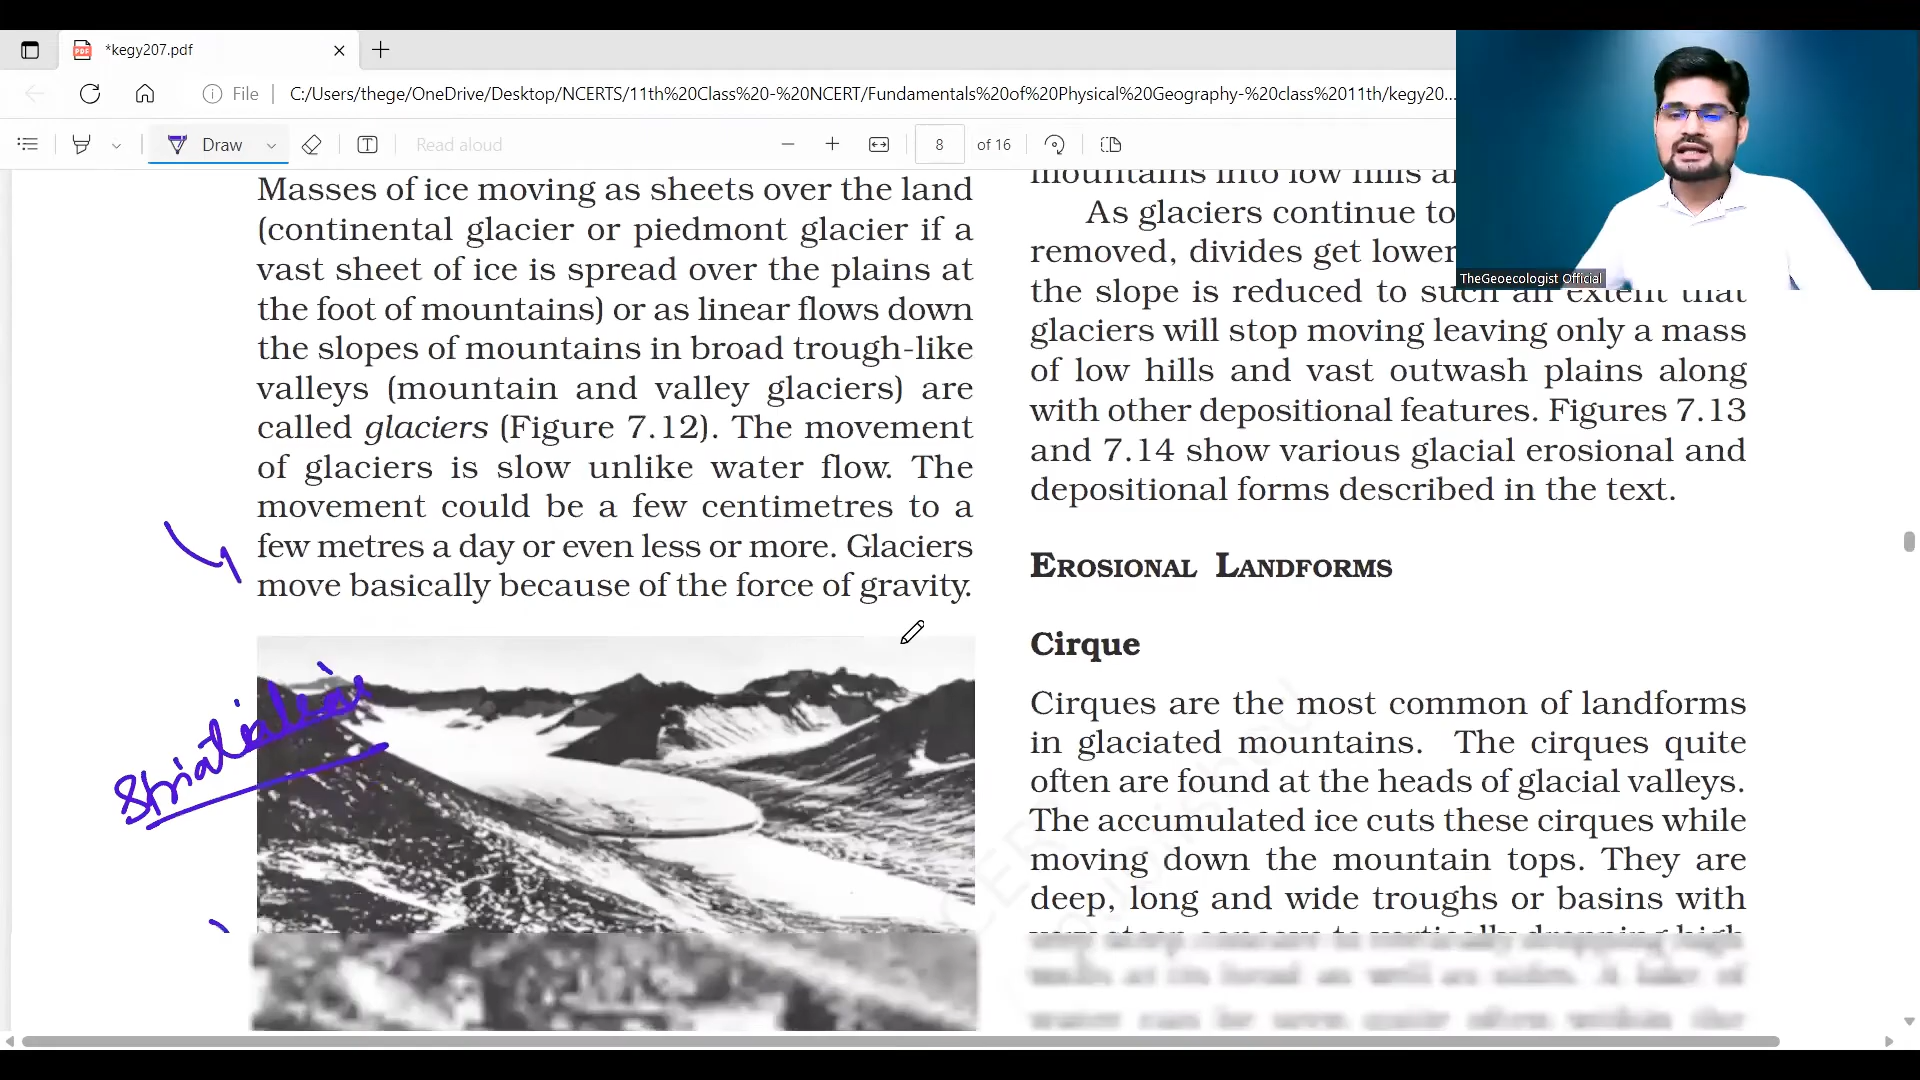 *kegy207.pdf
File
C:/Users/thege/OneDrive/Desktop/NCERTS/11th%20Class%20-%20NCERT/Fundamentals%20of%20Physical%20Geography-%20class%2011th/kegy20...
Draw
Read aloud
8 of 16
TheGeoecologist Official
Masses of ice moving as sheets over the land
(continental glacier or piedmont glacier if a
vast sheet of ice is spread over the plains at
the foot of mountains) or as linear flows down
the slopes of mountains in broad trough-like
valleys (mountain and valley glaciers) are
called glaciers (Figure 7.12). The movement
of glaciers is slow unlike water flow. The
movement could be a few centimetres to a
few metres a day or even less or more. Glaciers
move basically because of the force of gravity.
mountains into low hills
As glaciers continue to
removed, divides get lower
the slope is reduced to such an extent that
glaciers will stop moving leaving only a mass
of low hills and vast outwash plains along
with other depositional features. Figures 7.13
and 7.14 show various glacial erosional and
depositional forms described in the text.
EROSIONAL LANDFORMS
Cirque
Cirques are the most common of landforms
in glaciated mountains. The cirques quite
often are found at the heads of glacial valleys.
The accumulated ice cuts these cirques while
moving down the mountain tops. They are
deep, long and wide troughs or basins with
very steep concave to vertically dropping high